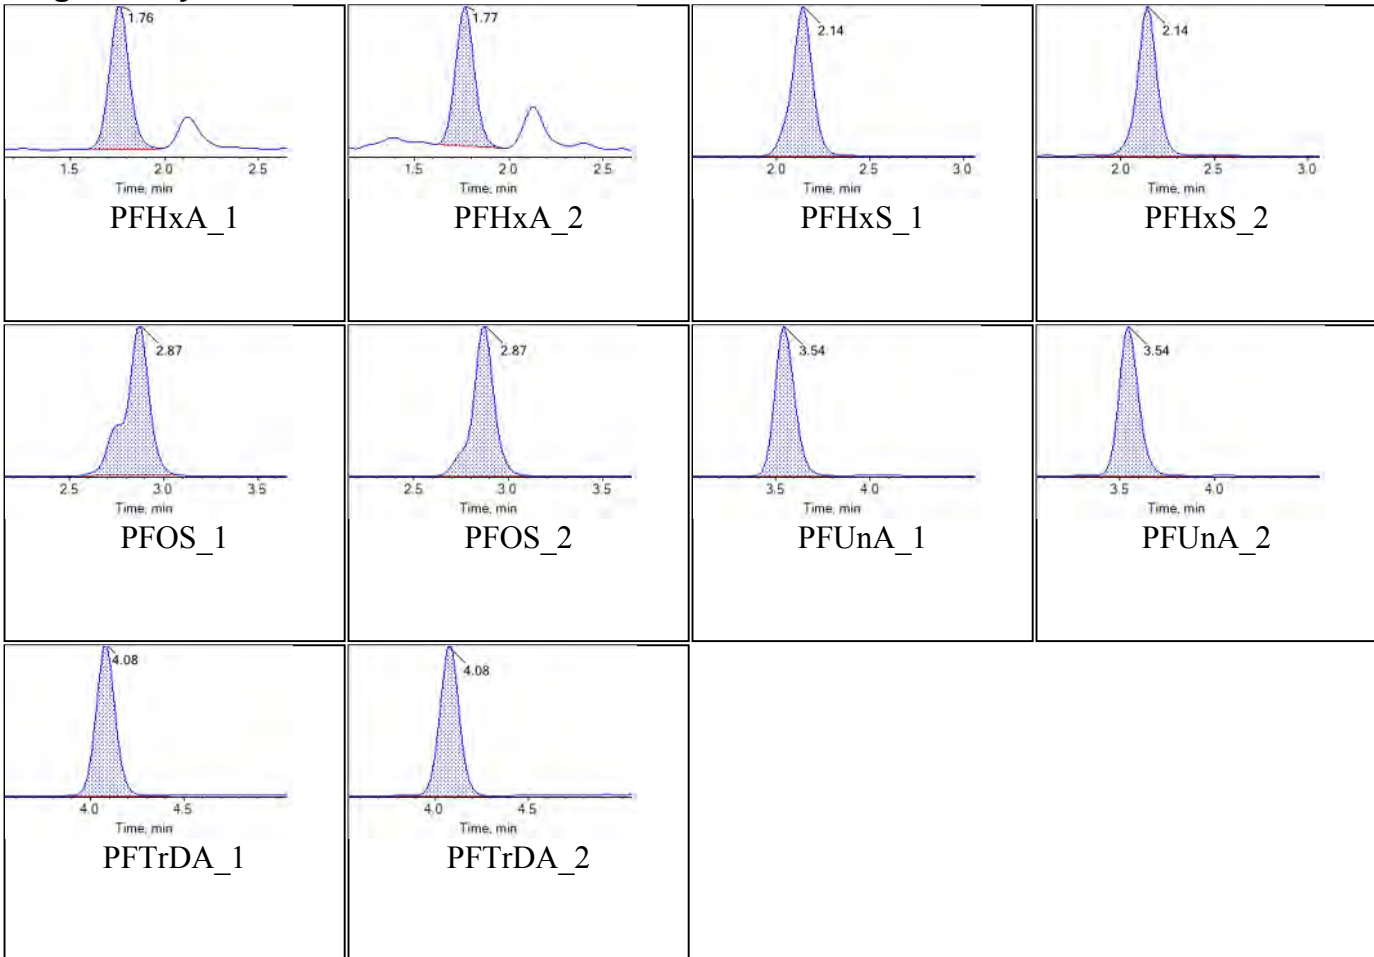 1.76
1.5 2.0 2.5
Time, min
PFHxA_1
1.77
1.5 2.0 2.5
Time, min
PFHxA_2
2.14
2.0 2.5 3.0
Time, min
PFHxS_1
2.14
2.0 2.5 3.0
Time, min
PFHxS_2
2.87
2.5 3.0 3.5
Time, min
PFOS_1
2.87
2.5 3.0 3.5
Time, min
PFOS_2
3.54
3.5 4.0
Time, min
PFUnA_1
3.54
3.5 4.0
Time, min
PFUnA_2
4.08
4.0 4.5
Time, min
PFTrDA_1
4.08
4.0 4.5
Time, min
PFTrDA_2